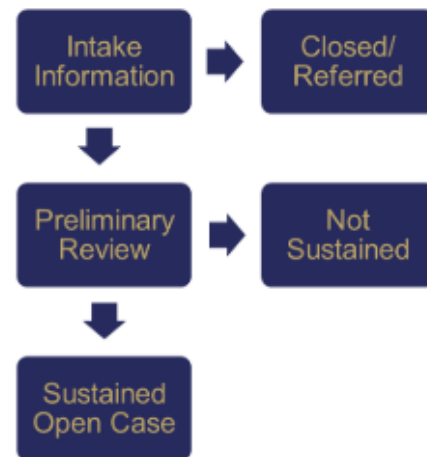 Intake
Information
Closed/
Referred
Preliminary
Review
Not
Sustained
Sustained
Open Case